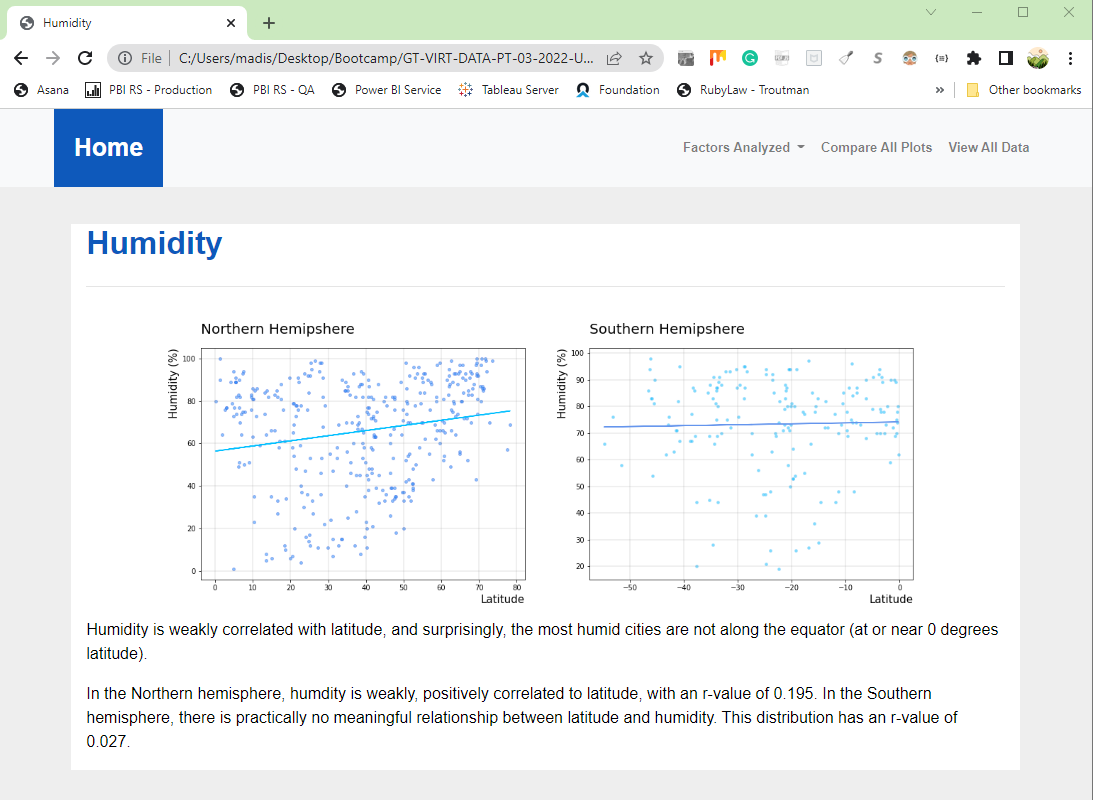 Humidity
File | C:/Users/madis/Desktop/Bootcamp/GT-VIRT-DATA-PT-03-2022-U...
Asana PBI RS - Production PBI RS - QA Power BI Service Tableau Server Foundation RubyLaw - Troutman » Other bookmarks
Home Factors Analyzed Compare All Plots View All Data
Humidity
Northern Hemipshere
Humidity (%)
100
80
60
40
20
0
0 10 20 30 40 50 60 70 80
Latitude
Southern Hemipshere
Humidity (%)
100
90
80
70
60
50
40
30
20
−50 −40 −30 −20 −10 0
Latitude
Humidity is weakly correlated with latitude, and surprisingly, the most humid cities are not along the equator (at or near 0 degrees
latitude).
In the Northern hemisphere, humdity is weakly, positively correlated to latitude, with an r-value of 0.195. In the Southern
hemisphere, there is practically no meaningful relationship between latitude and humidity. This distribution has an r-value of
0.027.